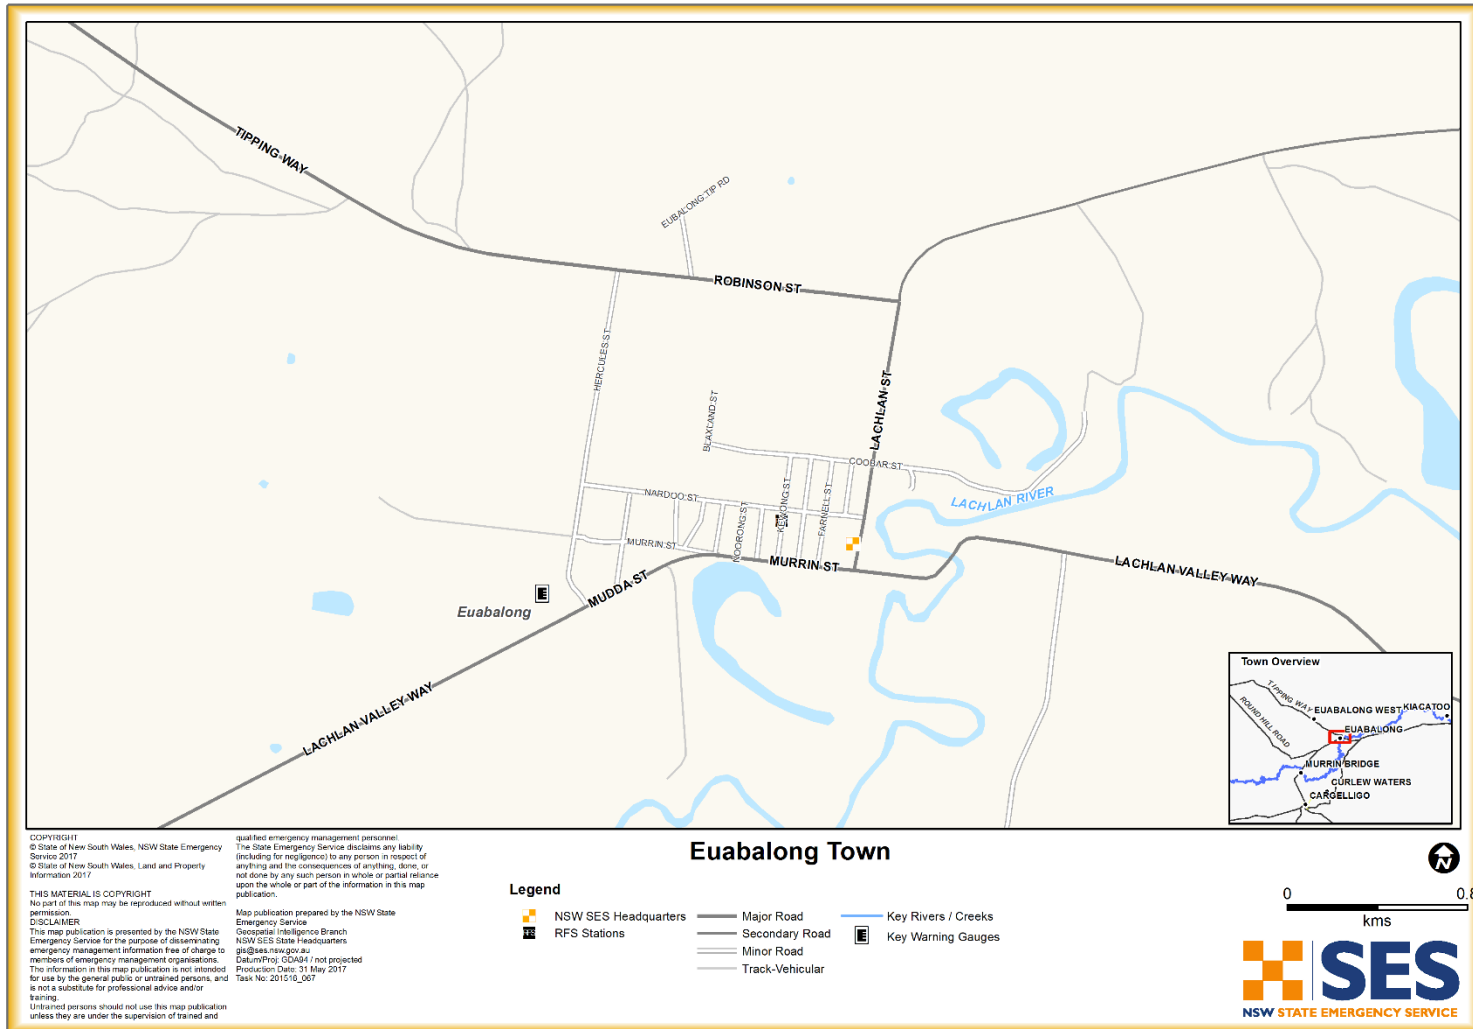 TIPPING WAY
EUBALONG TIP RD
ROBINSON ST
HERCULES ST
BLAXLAND ST
LACHLAN ST
COOBAR ST
NARDOO ST
KEWONG ST
FARNELL ST
NOORONG ST
LACHLAN RIVER
MURRIN ST
MURRIN ST
LACHLAN VALLEY WAY
MUDDA ST
Euabalong
LACHLAN VALLEY WAY
Town Overview
TIPPING WAY
ROUND HILL ROAD
EUABALONG WEST
KIACATOO
EUABALONG
MURRIN BRIDGE
CURLEW WATERS
CARGELLIGO
COPYRIGHT
© State of New South Wales, NSW State Emergency
Service 2017
© State of New South Wales, Land and Property
Information 2017
THIS MATERIAL IS COPYRIGHT
No part of this map may be reproduced without written
permission.
DISCLAIMER
This map publication is presented by the NSW State
Emergency Service for the purpose of disseminating
emergency management information free of charge to
members of emergency management organisations.
The information in this map publication is not intended
for use by the general public or untrained persons, and
is not a substitute for professional advice and/or
training.
Untrained persons should not use this map publication
unless they are under the supervision of trained and
qualified emergency management personnel.
The State Emergency Service disclaims any liability
(including for negligence) to any person in respect of
anything and the consequences of anything, done, or
not done by any such person in whole or partial reliance
upon the whole or part of the information in this map
publication.
Map publication prepared by the NSW State
Emergency Service
Geospatial Intelligence Branch
NSW SES State Headquarters
gis@ses.nsw.gov.au
Datum/Proj: GDA94 / not projected
Production Date: 31 May 2017
Task No: 201516_067
Euabalong Town
Legend
NSW SES Headquarters
RFS Stations
Major Road
Secondary Road
Minor Road
Track-Vehicular
Key Rivers / Creeks
Key Warning Gauges
N
0 0.8
kms
SES
NSW STATE EMERGENCY SERVICE